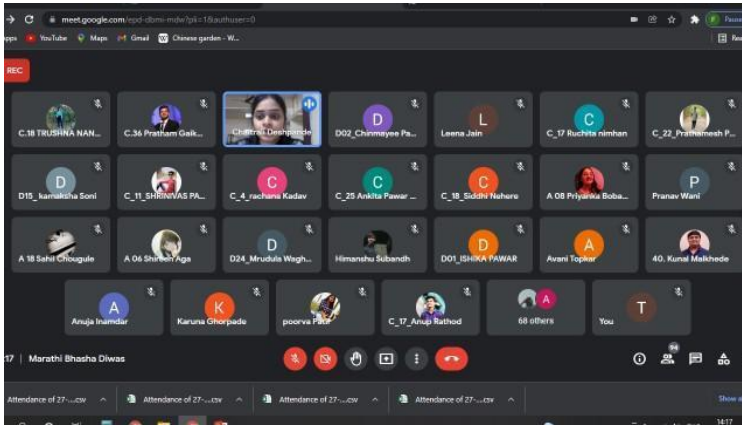 meet.google.com/epd-dbmi-mdw?pli=1&authuser=0
Paused
apps YouTube Maps Gmail Chinese garden - W...
REC
C.18 TRUSHNA NAN... C.36 Pratham Gaik... Chaitrali Deshpande D02_Chinmayee Pa... Leena Jain C_17 Ruchita nimhan C_22_Prathamesh P...
D L C
D15_kamaksha Soni C_11_SHRINIVAS PA... C_4_rachana Kadav C_25 Ankita Pawar ... C_18_Siddhi Nehere A 08 Priyanka Boba... Pranav Wani
D C C C P
A 18 Sahil Chougule A 06 Shireen Aga D24_Mrudula Wagh... Himanshu Subandh D01_ISHIKA PAWAR Avani Topkar 40. Kunal Malkhede
D D A
Anuja Inamdar Karuna Ghorpade poorva Patil C_17_Anup Rathod 68 others You
A K A T
:17 | Marathi Bhasha Diwas
94
Attendance of 27-....csv Attendance of 27-....csv Attendance of 27-....csv Attendance of 27-....csv Show a
14:17